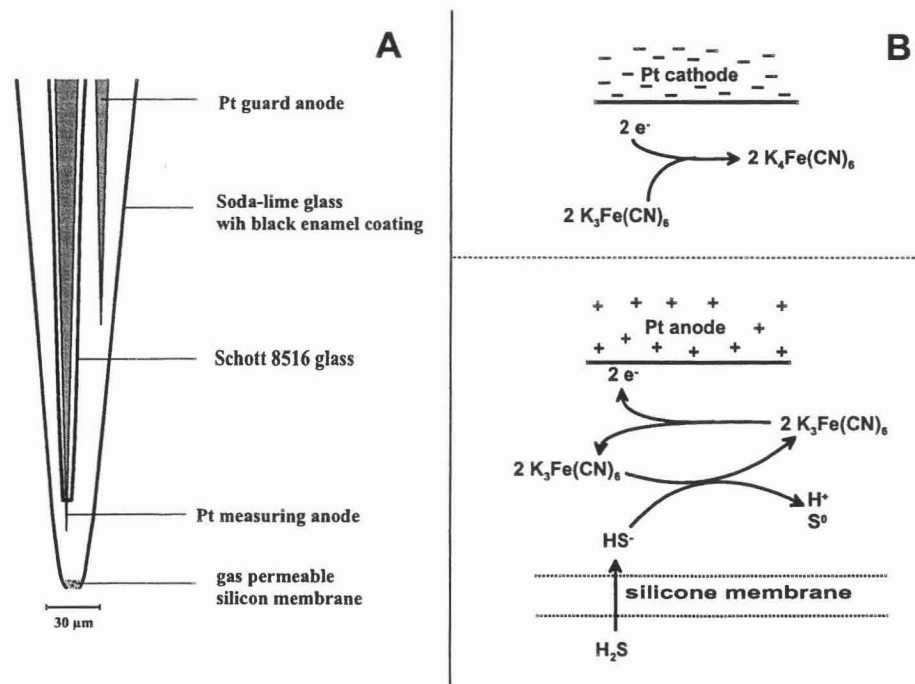 A
Pt guard anode
Soda-lime glass
wih black enamel coating
Schott 8516 glass
Pt measuring anode
gas permeable
silicon membrane
30 µm
B
Pt cathode
2 e-
2 K₄Fe(CN)₆
2 K₃Fe(CN)₆
Pt anode
2 e-
2 K₃Fe(CN)₆
2 K₃Fe(CN)₆
H⁺
S⁰
HS⁻
silicone membrane
H₂S